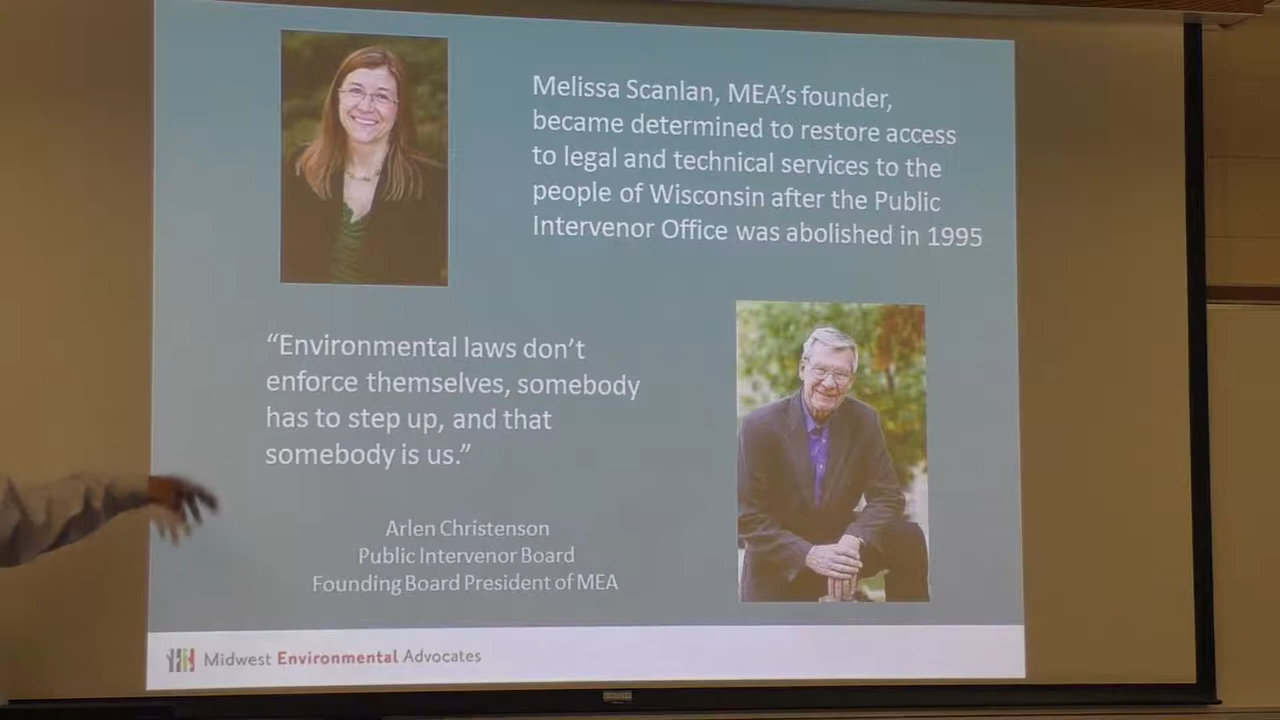 Melissa Scanlan, MEA's founder,
became determined to restore access
to legal and technical services to the
people of Wisconsin after the Public
Intervenor Office was abolished in 1995
“Environmental laws don't
enforce themselves, somebody
has to step up, and that
somebody is us.”
Arlen Christenson
Public Intervenor Board
Founding Board President of MEA
Midwest Environmental Advocates